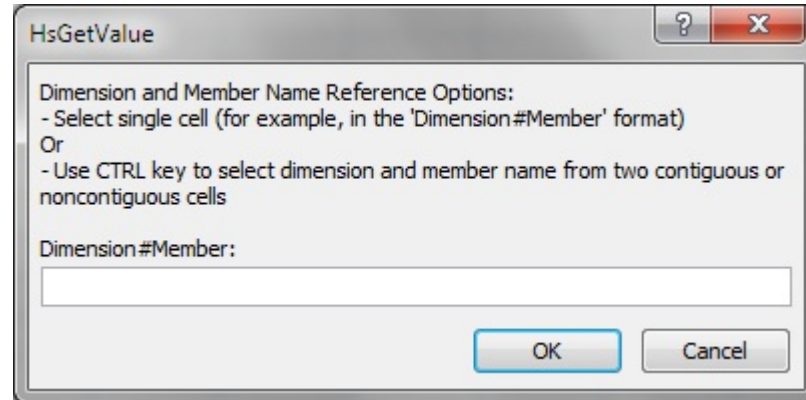 HsGetValue
?
Dimension and Member Name Reference Options:
- Select single cell (for example, in the 'Dimension#Member' format)
Or
- Use CTRL key to select dimension and member name from two contiguous or
noncontiguous cells
Dimension#Member:
OK
Cancel